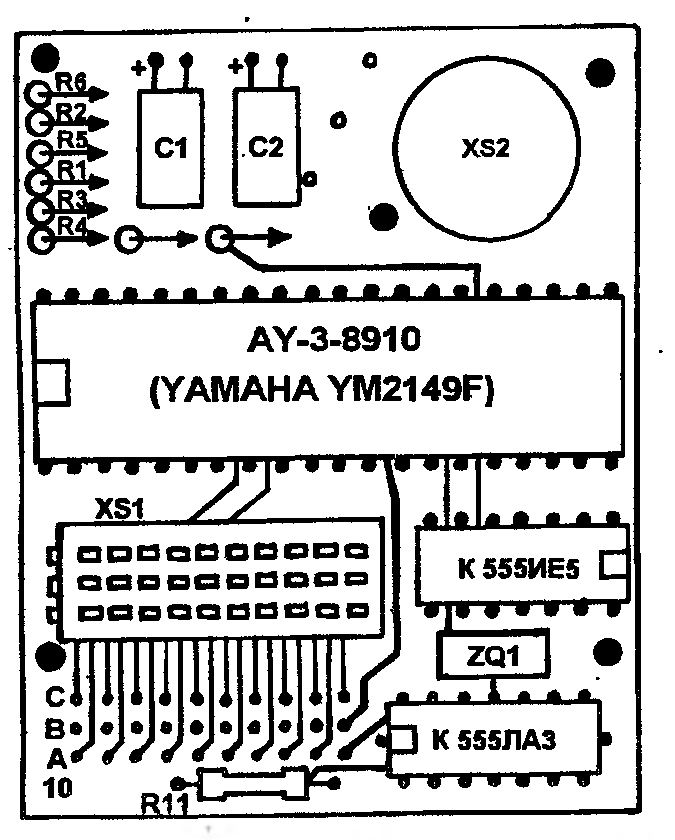 R6
R2
R5
R1
R3
R4
+
C1
+
C2
XS2
AY-3-8910
(YAMAHA YM2149F)
XS1
К 555ИЕ5
ZQ1
C
B
A
10
К 555ЛА3
R11